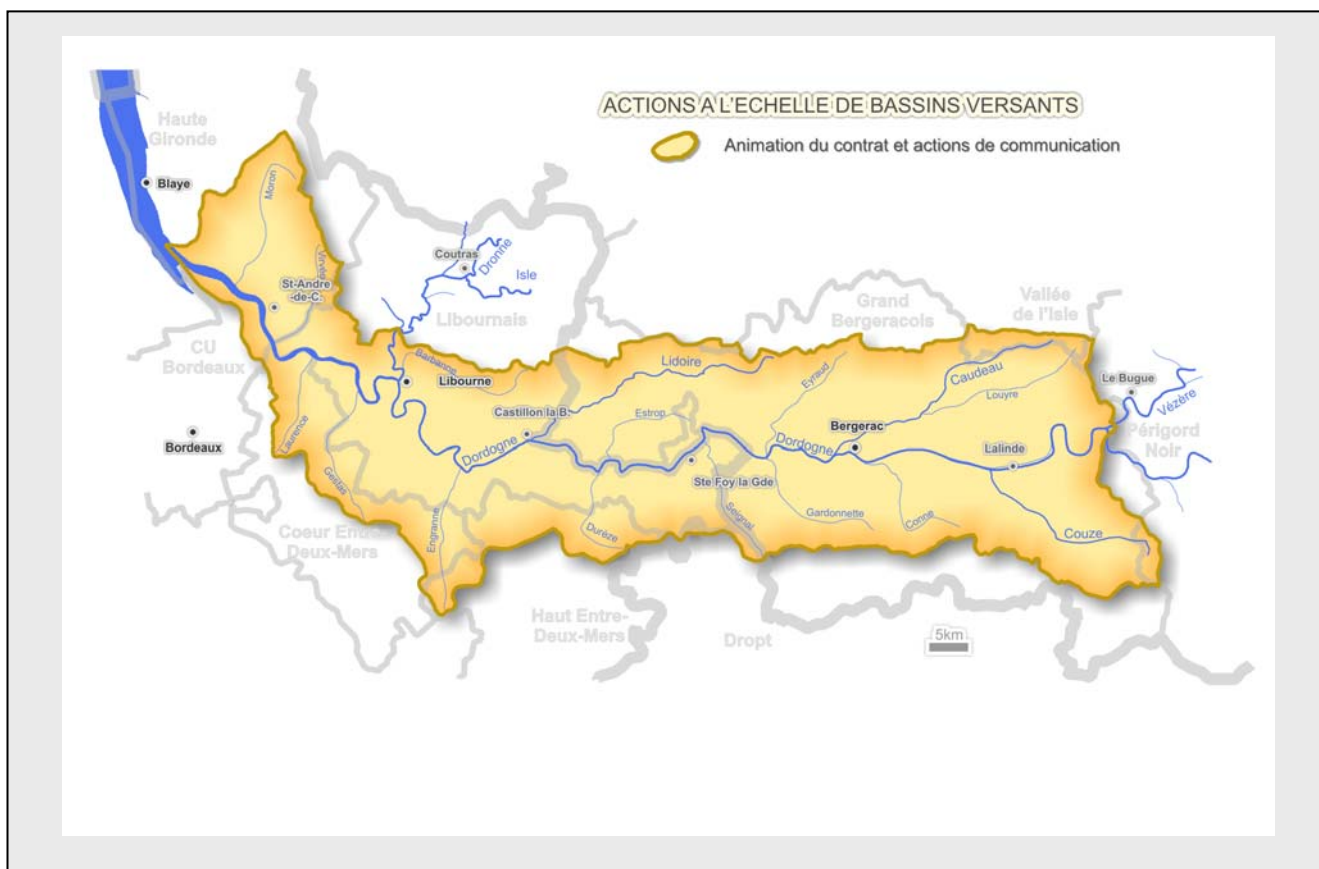 ACTIONS A L'ECHELLE DE BASSINS VERSANTS
Animation du contrat et actions de communication
Haute
Gironde
Blaye
Moron
Virvée
St-Andre
-de-C.
Coutras
Dronne
Isle
Libournais
CU
Bordeaux
Bordeaux
Barbanne
Libourne
Lidoire
Grand
Bergeracois
Vallée
de l'Isle
Eyraud
Caudeau
Louyre
Le Bugue
Vézère
Périgord
Noir
Castillon la B.
Estrop
Dordogne
Dordogne
Bergerac
Lalinde
Laurence
Gestas
Ste Foy la Gde
Seignal
Gardonnette
Conne
Couze
Engranne
Durèze
Coeur Entre
Deux-Mers
Haut Entre-
Deux-Mers
Dropt
5km